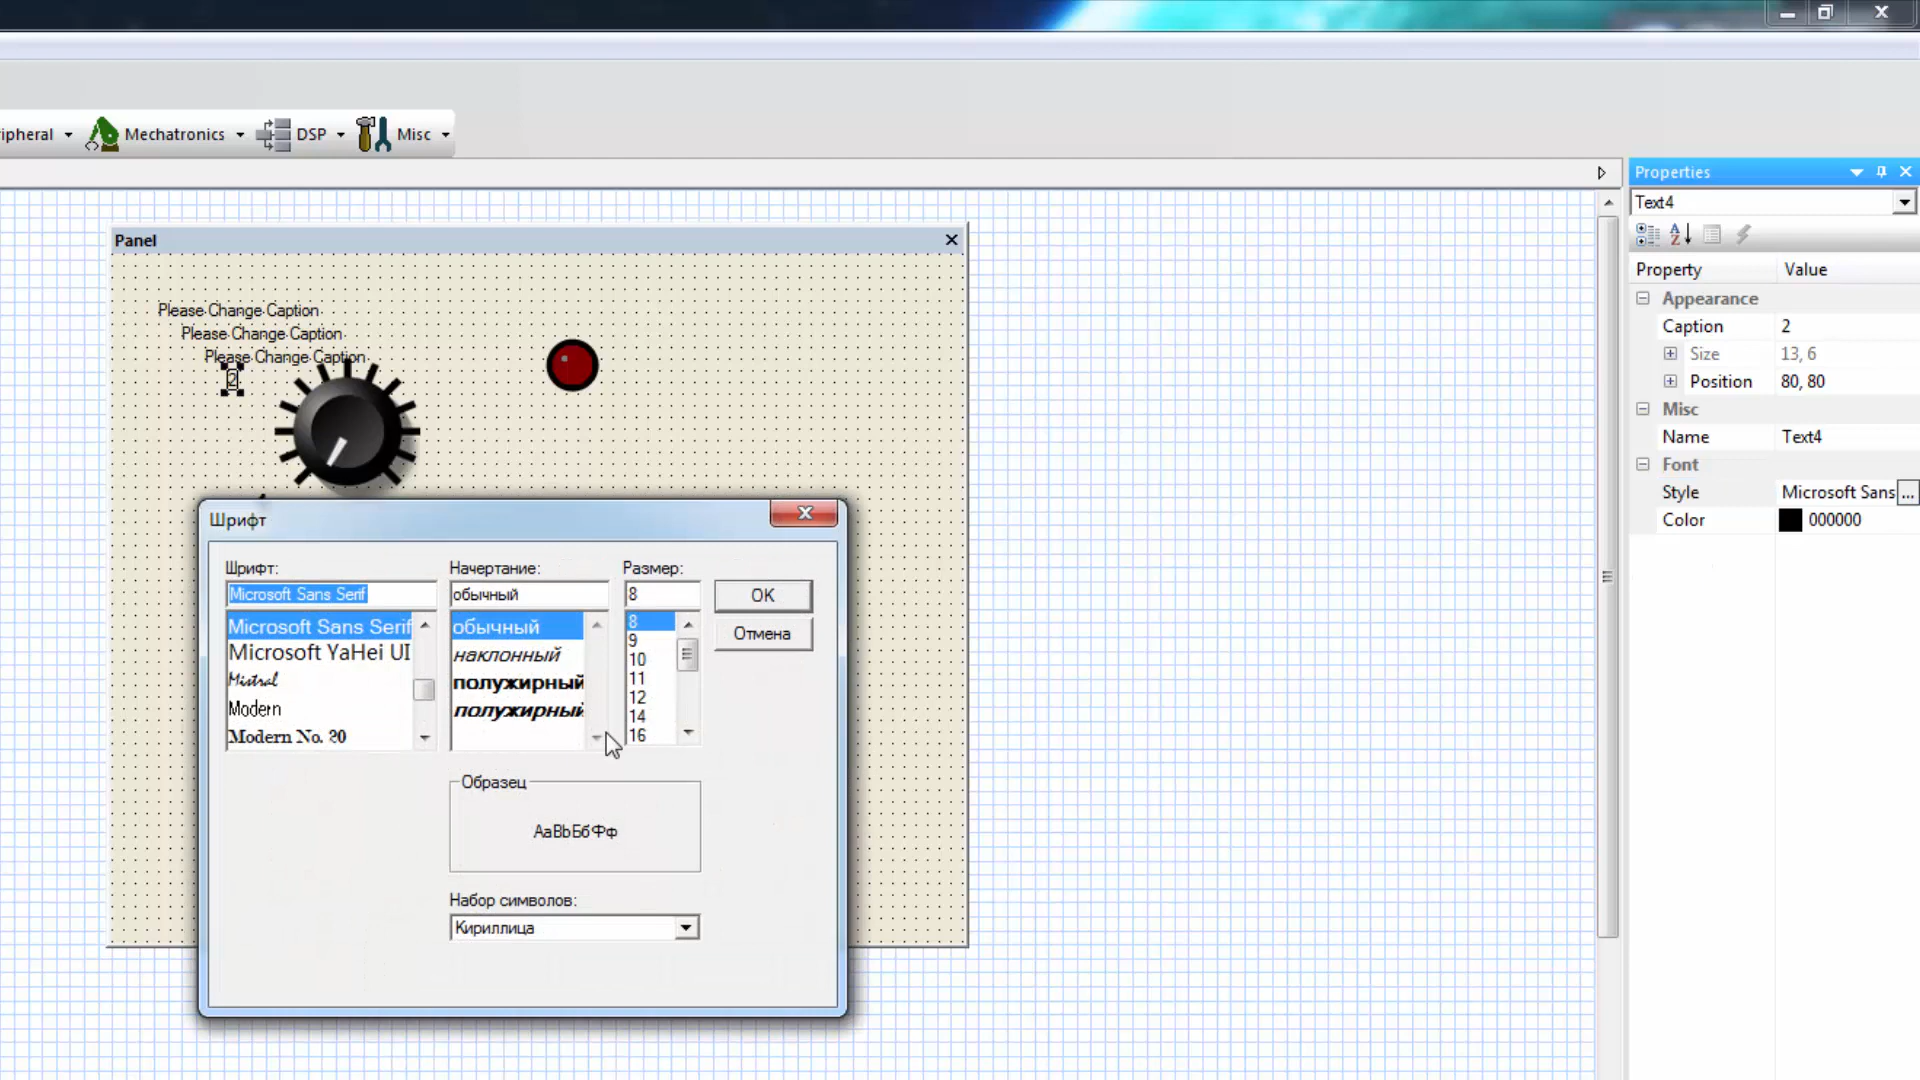 ipheral
Mechatronics
DSP
Misc
Properties
Text4
Property Value
Appearance
Caption 2
Size 13, 6
Position 80, 80
Misc
Name Text4
Font
Style Microsoft Sans ...
Color 000000
Panel
Please Change Caption
Please Change Caption
Please Change Caption
2
Шрифт
Шрифт:
Microsoft Sans Serif
Microsoft Sans Serif
Microsoft YaHei UI
Mistral
Modern
Modern No. 20
Начертание:
обычный
обычный
наклонный
полужирный
полужирный
Размер:
8
8
9
10
11
12
14
16
OK
Отмена
Образец
АаВbБбФф
Набор символов:
Кириллица